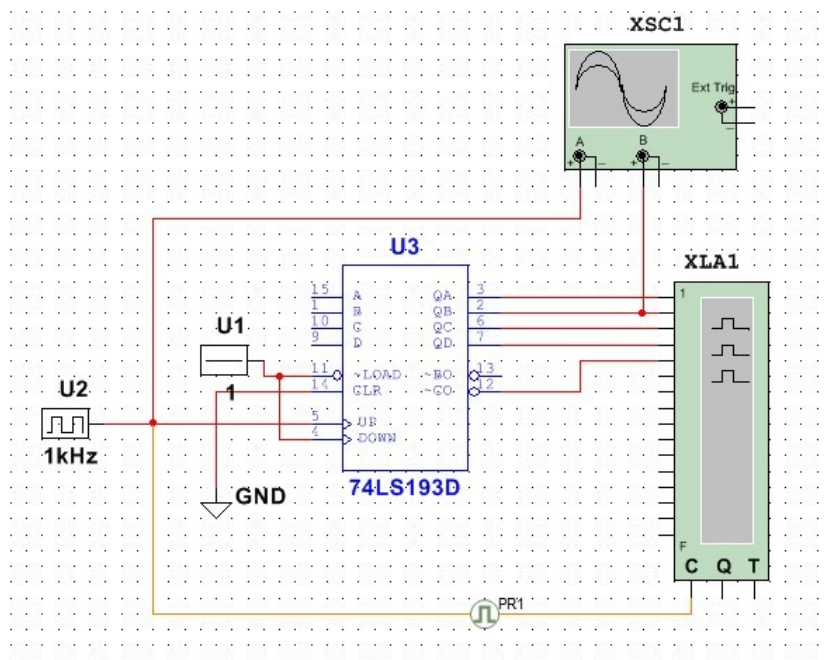 XSC1
Ext Trig
+
–
A
B
+ – + –
U3
XLA1
15 A QA 3
1 B QB 2
10 C QC 6
9 D QD 7
11 ~LOAD ~BO 13
14 CLR ~CO 12
5 UP
4 DOWN
74LS193D
1
F
C Q T
U1
1
U2
1kHz
GND
PR1